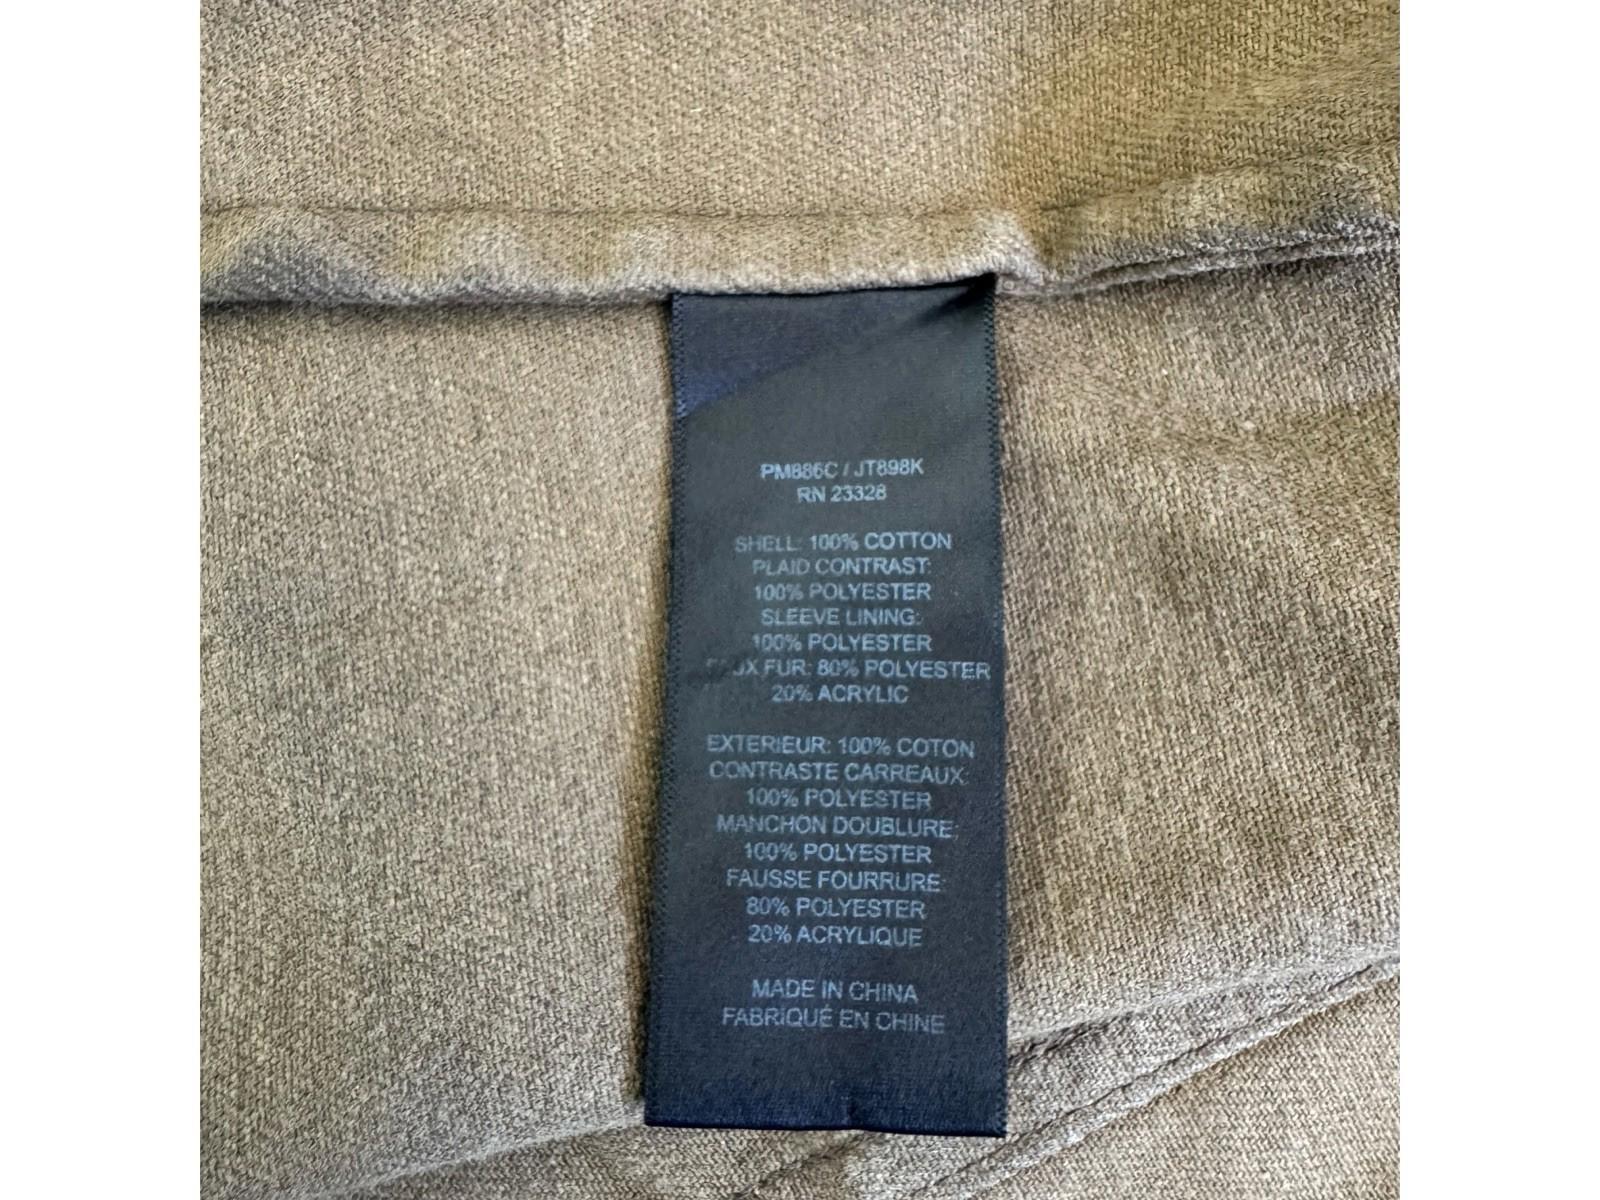 PM886C / JT898K
RN 23328
SHELL: 100% COTTON
PLAID CONTRAST:
100% POLYESTER
SLEEVE LINING:
100% POLYESTER
FAUX FUR: 80% POLYESTER
20% ACRYLIC
EXTERIEUR: 100% COTON
CONTRASTE CARREAUX:
100% POLYESTER
MANCHON DOUBLURE:
100% POLYESTER
FAUSSE FOURRURE:
80% POLYESTER
20% ACRYLIQUE
MADE IN CHINA
FABRIQUÉ EN CHINE